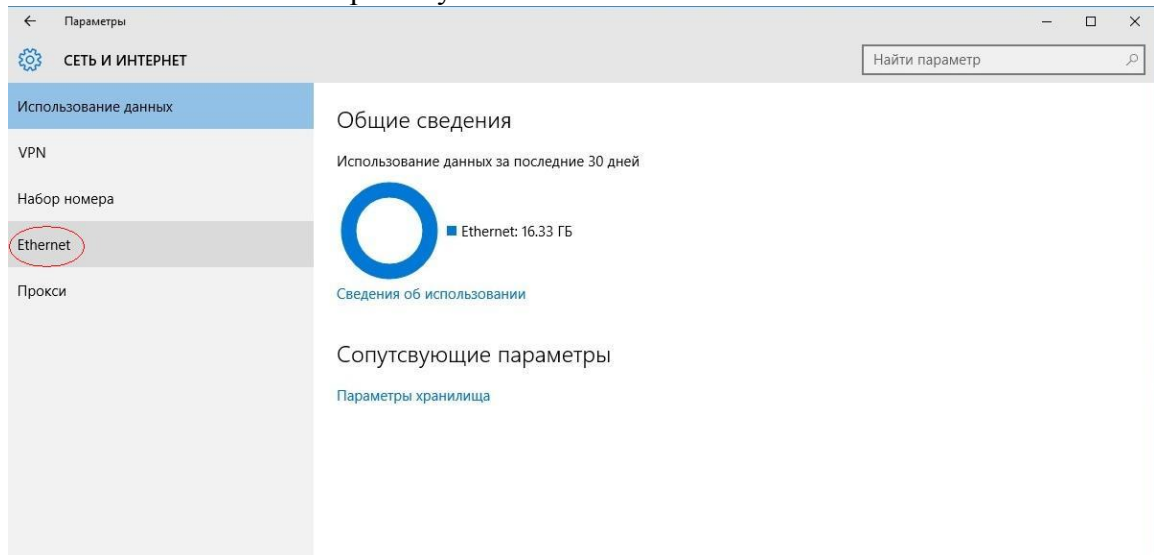 Параметры
СЕТЬ И ИНТЕРНЕТ
Найти параметр
Использование данных
VPN
Набор номера
Ethernet
Прокси
Общие сведения
Использование данных за последние 30 дней
Ethernet: 16.33 ГБ
Сведения об использовании
Сопутсвующие параметры
Параметры хранилища